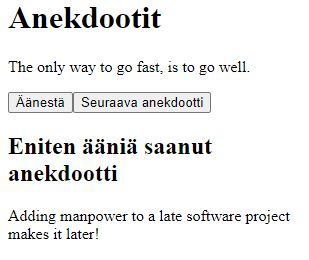 Anekdootit
The only way to go fast, is to go well.
Äänestä Seuraava anekdootti
Eniten ääniä saanut
anekdootti
Adding manpower to a late software project
makes it later!